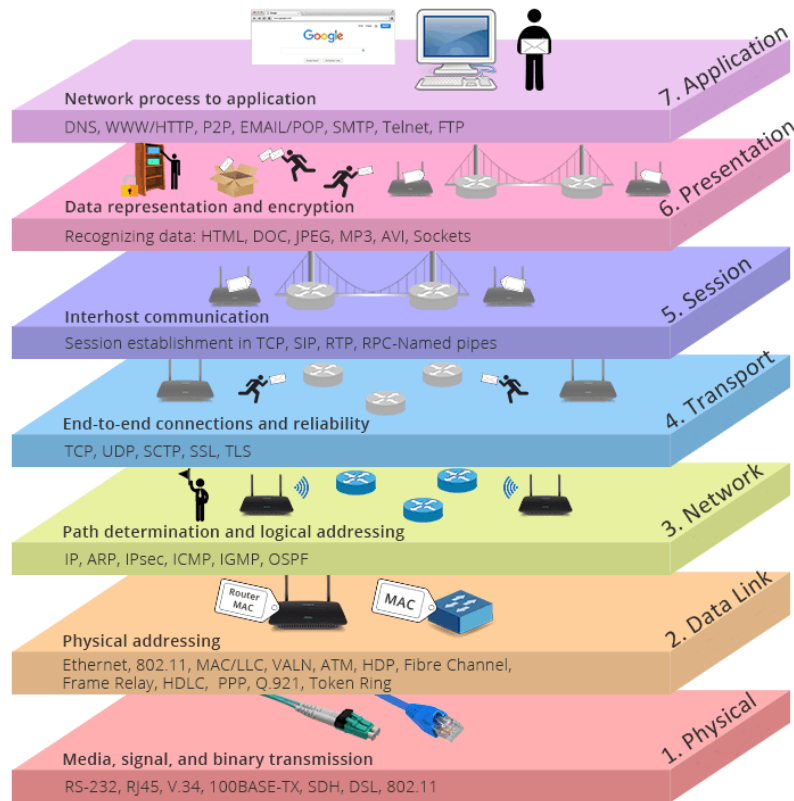 Google
7. Application
Network process to application
DNS, WWW/HTTP, P2P, EMAIL/POP, SMTP, Telnet, FTP
6. Presentation
Data representation and encryption
Recognizing data: HTML, DOC, JPEG, MP3, AVI, Sockets
5. Session
Interhost communication
Session establishment in TCP, SIP, RTP, RPC-Named pipes
4. Transport
End-to-end connections and reliability
TCP, UDP, SCTP, SSL, TLS
3. Network
Path determination and logical addressing
IP, ARP, IPsec, ICMP, IGMP, OSPF
Router
MAC
MAC
2. Data Link
Physical addressing
Ethernet, 802.11, MAC/LLC, VALN, ATM, HDP, Fibre Channel,
Frame Relay, HDLC, PPP, Q.921, Token Ring
1. Physical
Media, signal, and binary transmission
RS-232, RJ45, V.34, 100BASE-TX, SDH, DSL, 802.11